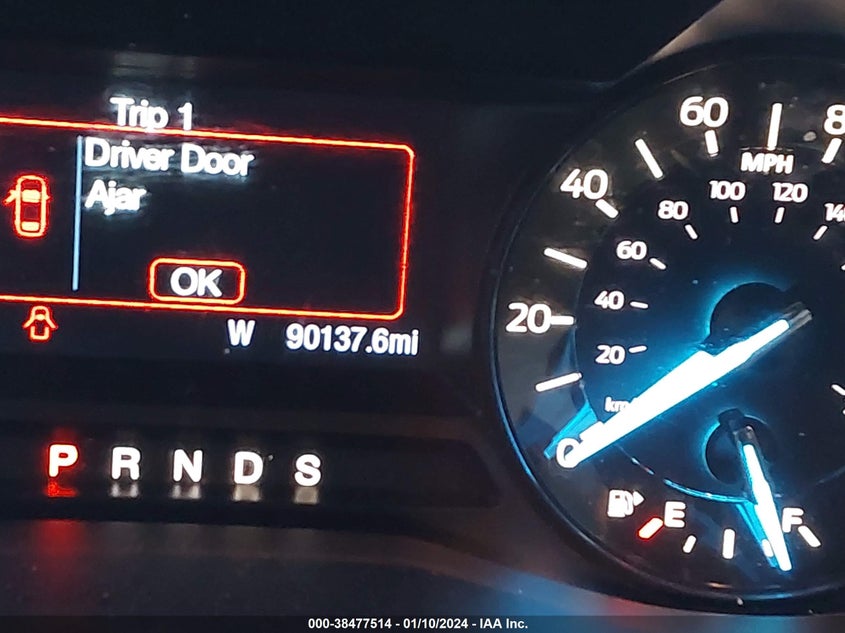 Trip 1
Driver Door
Ajar
OK
W 90137.6mi
P R N D S
60
MPH
40
100 120
80
60
20
40
20
0
E F
000-38477514 - 01/10/2024 - IAA Inc.